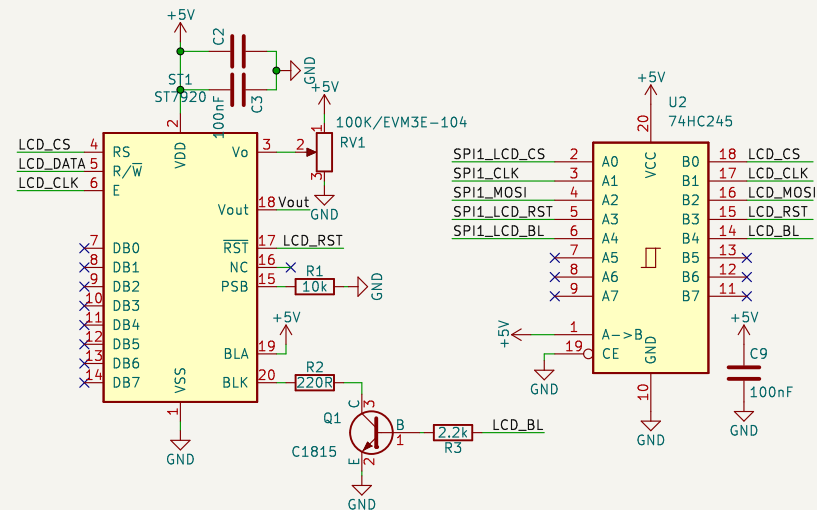 +5V
C2
GND
ST1
ST7920
100nF
C3
+5V
100K/EVM3E-104
RV1
1
2
3
GND
2
VDD
LCD_CS 4 RS
LCD_DATA 5 R/W
LCD_CLK 6 E
Vo 3
Vout 18 Vout
RST 17 LCD_RST
NC 16
PSB 15
R1
10k
GND
7 DB0
8 DB1
9 DB2
10 DB3
11 DB4
12 DB5
13 DB6
14 DB7
+5V
BLA 19
BLK 20
R2
220R
VSS
1
GND
Q1
C1815
C
3
B
1
E
2
GND
2.2k
R3
LCD_BL
+5V
U2
74HC245
20
VCC
SPI1_LCD_CS 2 A0
SPI1_CLK 3 A1
SPI1_MOSI 4 A2
SPI1_LCD_RST 5 A3
SPI1_LCD_BL 6 A4
7 A5
8 A6
9 A7
B0 18 LCD_CS
B1 17 LCD_CLK
B2 16 LCD_MOSI
B3 15 LCD_RST
B4 14 LCD_BL
B5 13
B6 12
B7 11
+5V
1 A->B
19 CE
GND
GND
10
GND
+5V
C9
100nF
GND